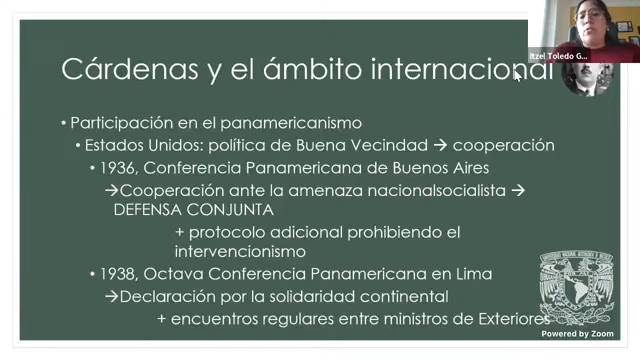 Itzel Toledo G...
Cárdenas y el ámbito internacional
• Participación en el panamericanismo
• Estados Unidos: política de Buena Vecindad → cooperación
• 1936, Conferencia Panamericana de Buenos Aires
→Cooperación ante la amenaza nacionalsocialista →
DEFENSA CONJUNTA
+ protocolo adicional prohibiendo el
intervencionismo
• 1938, Octava Conferencia Panamericana en Lima
→Declaración por la solidaridad continental
+ encuentros regulares entre ministros de Exteriores
Powered by Zoom